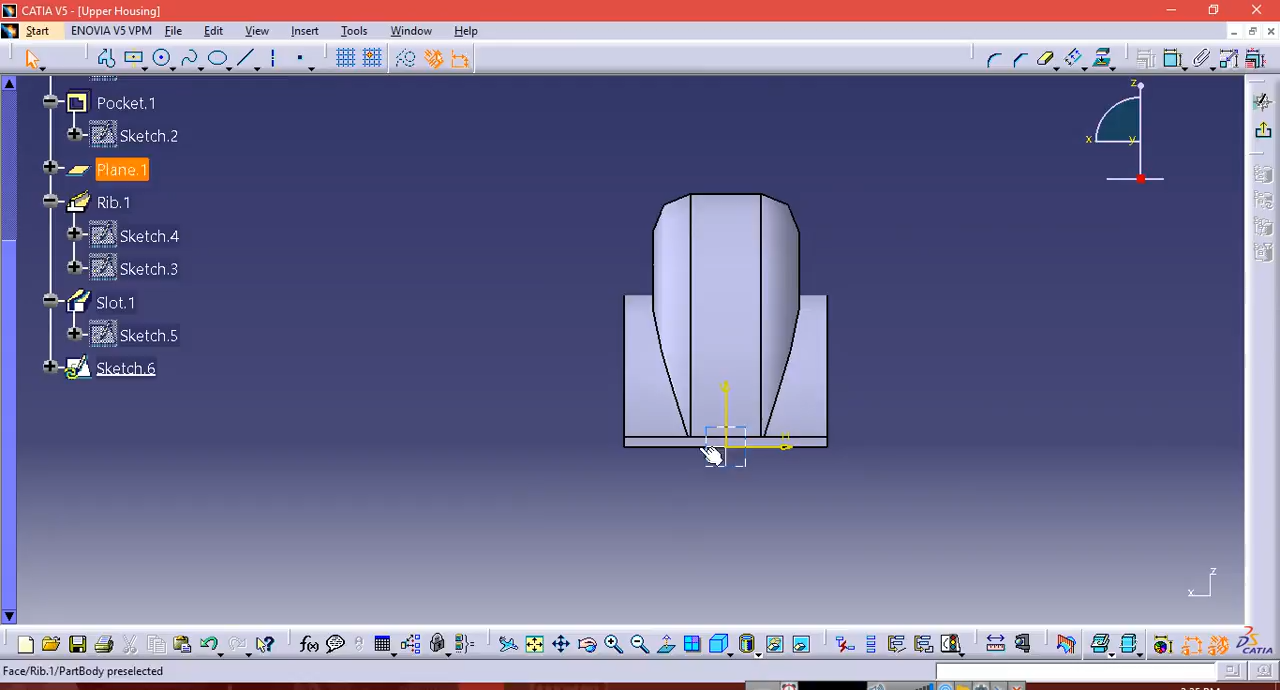 CATIA V5 - [Upper Housing]
Start ENOVIA V5 VPM File Edit View Insert Tools Window Help
Pocket.1
Sketch.2
Plane.1
Rib.1
Sketch.4
Sketch.3
Slot.1
Sketch.5
Sketch.6
z
x y
z
x
f(x)
CATIA
Face/Rib.1/PartBody preselected